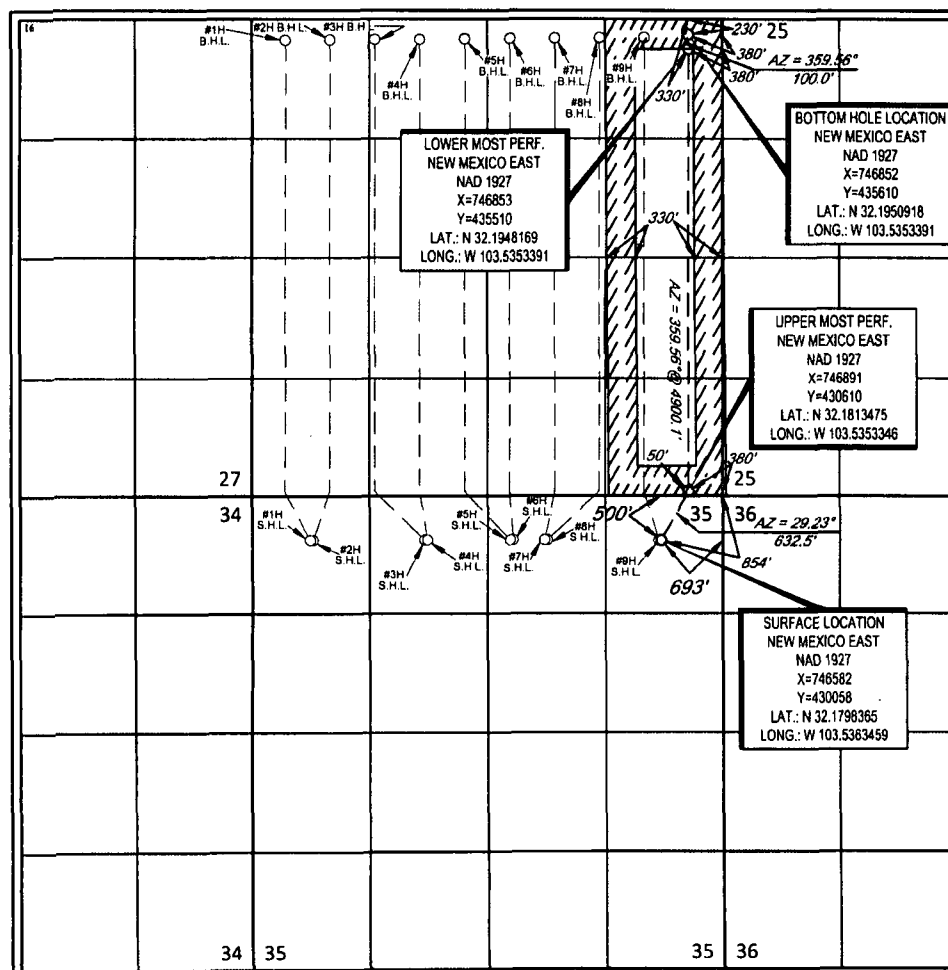 16
#1H
B.H.L.
#2H B.H.L.
#3H B.H.
#4H
B.H.L.
#5H
B.H.L.
#6H
B.H.L.
#7H
B.H.L.
#8H
B.H.L.
#9H
B.H.L.
230'
25
380'
AZ = 359.56°
100.0'
380'
330'
LOWER MOST PERF.
NEW MEXICO EAST
NAD 1927
X=746853
Y=435510
LAT.: N 32.1948169
LONG.: W 103.5353391
BOTTOM HOLE LOCATION
NEW MEXICO EAST
NAD 1927
X=746852
Y=435610
LAT.: N 32.1950918
LONG.: W 103.5353391
330'
AZ = 359.56° @ 4900.1'
UPPER MOST PERF.
NEW MEXICO EAST
NAD 1927
X=746891
Y=430610
LAT.: N 32.1813475
LONG.: W 103.5353346
50'
380'
27
25
34
500'
35
36
#1H
S.H.L.
#2H
S.H.L.
#3H
S.H.L.
#4H
S.H.L.
#5H
S.H.L.
#6H
S.H.L.
#7H
S.H.L.
#8H
S.H.L.
#9H
S.H.L.
AZ = 29.23°
632.5'
854'
693'
SURFACE LOCATION
NEW MEXICO EAST
NAD 1927
X=746582
Y=430058
LAT.: N 32.1798365
LONG.: W 103.5363459
34
35
35
36